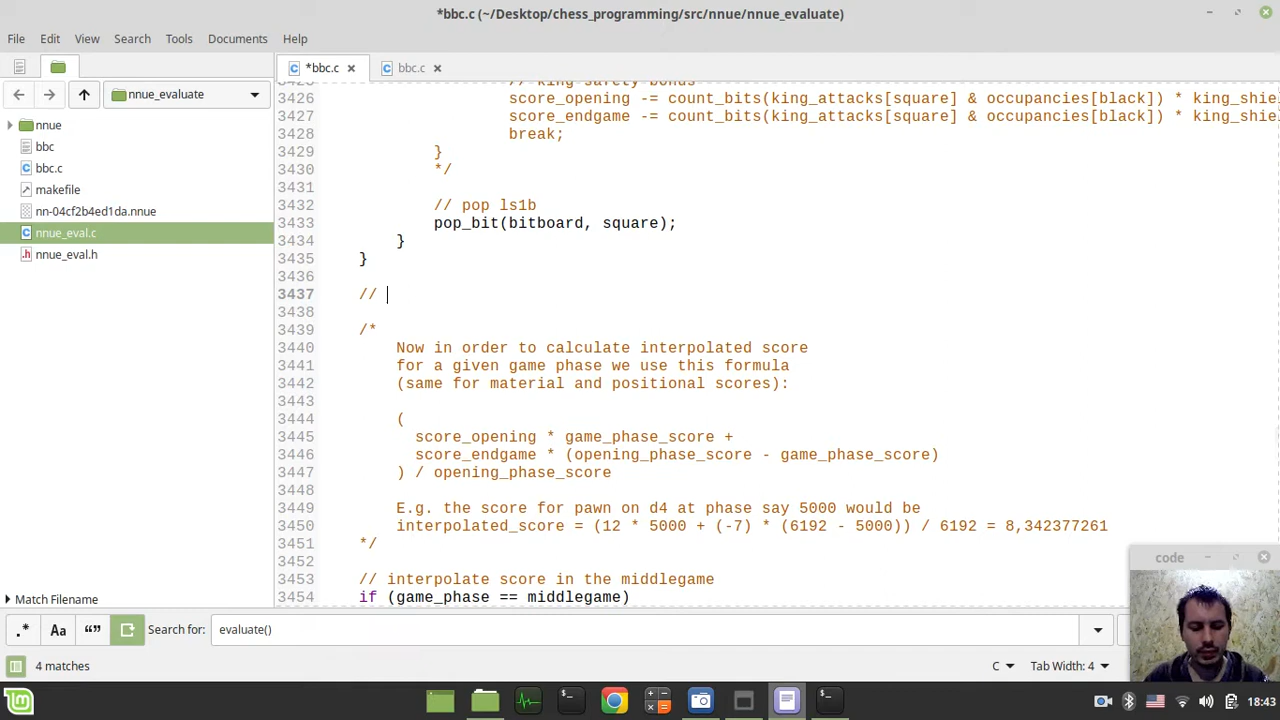 *bbc.c (~/Desktop/chess_programming/src/nnue/nnue_evaluate)
File Edit View Search Tools Documents Help
nnue_evaluate
*bbc.c
bbc.c
nnue
bbc
bbc.c
makefile
nn-04cf2b4ed1da.nnue
nnue_eval.c
nnue_eval.h
Match Filename
3425 // king safety bonus
3426 score_opening -= count_bits(king_attacks[square] & occupancies[black]) * king_shie
3427 score_endgame -= count_bits(king_attacks[square] & occupancies[black]) * king_shie
3428 break;
3429 }
3430 */
3431
3432 // pop ls1b
3433 pop_bit(bitboard, square);
3434 }
3435 }
3436
3437 //
3438
3439 /*
3440 Now in order to calculate interpolated score
3441 for a given game phase we use this formula
3442 (same for material and positional scores):
3443
3444 (
3445 score_opening * game_phase_score +
3446 score_endgame * (opening_phase_score - game_phase_score)
3447 ) / opening_phase_score
3448
3449 E.g. the score for pawn on d4 at phase say 5000 would be
3450 interpolated_score = (12 * 5000 + (-7) * (6192 - 5000)) / 6192 = 8,342377261
3451 */
3452
3453 // interpolate score in the middlegame
3454 if (game_phase == middlegame)
code
.* Aa “” Search for: evaluate()
4 matches
C
Tab Width: 4
18:43